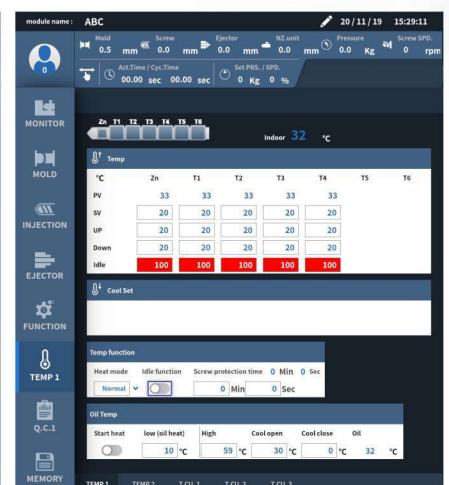 module name : ABC 20 / 11 / 19 15:29:11
Mold Screw Ejector NZ.unit Pressure Screw SPD.
0.5 mm 0.0 mm 0.0 mm 0.0 mm 0.0 Kg 0 rpm
0
Act.Time / Cyc.Time Set PRS. / SPD.
00.00 sec 00.00 sec 0 Kg 0 %
MONITOR
MOLD
INJECTION
EJECTOR
FUNCTION
TEMP 1
Q.C.1
MEMORY
Zn T1 T2 T3 T4 T5 T6
Indoor 32 °C
Temp
°C Zn T1 T2 T3 T4 T5 T6
PV 33 33 33 33 33
SV 20 20 20 20 20
UP 20 20 20 20 20
Down 20 20 20 20 20
Idle 100 100 100 100 100
Cool Set
Temp function
Heat mode Idle function Screw protection time 0 Min 0 Sec
Normal 0 Min 0 Sec
Oil Temp
Start heat low (oil heat) High Cool open Cool close Oil
10 °C 59 °C 30 °C 0 °C 32 °C
TEMP 1 TEMP 2 T.CU. 1 T.CU. 2 T.CU. 3